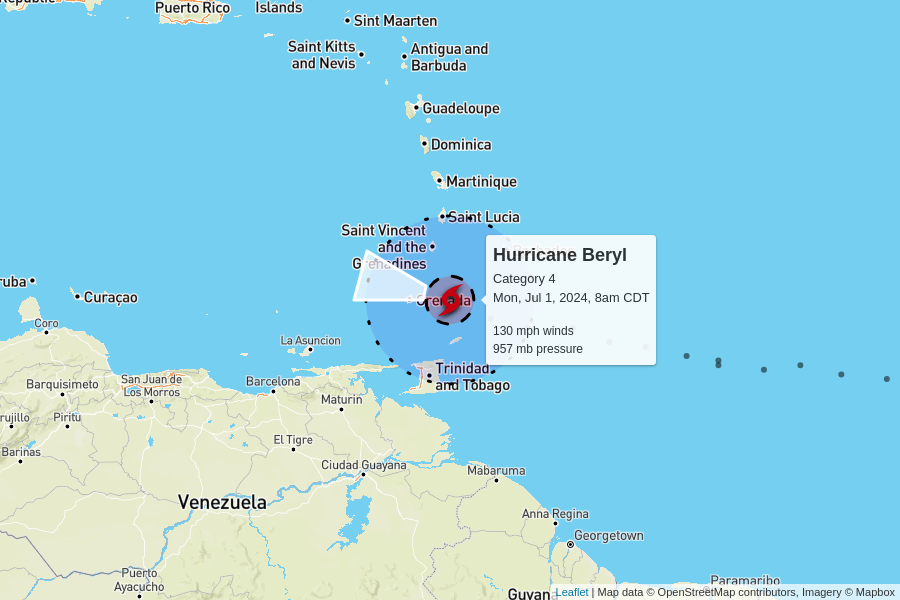 Republic
Puerto Rico
Islands
Sint Maarten
Saint Kitts
and Nevis
Antigua and
Barbuda
Guadeloupe
Dominica
Martinique
Saint Lucia
Saint Vincent
and the
Grenadines
Grenada
Hurricane Beryl
Category 4
Mon, Jul 1, 2024, 8am CDT
130 mph winds
957 mb pressure
ruba
Curaçao
Coro
La Asuncion
Trinidad
and Tobago
Barquisimeto
San Juan de
Los Morros
Barcelona
Maturin
rujillo
Piritu
El Tigre
Barinas
Ciudad Guayana
Mabaruma
Venezuela
Anna Regina
Georgetown
Puerto
Ayacucho
Paramaribo
Guyana
Leaflet | Map data © OpenStreetMap contributors, Imagery © Mapbox